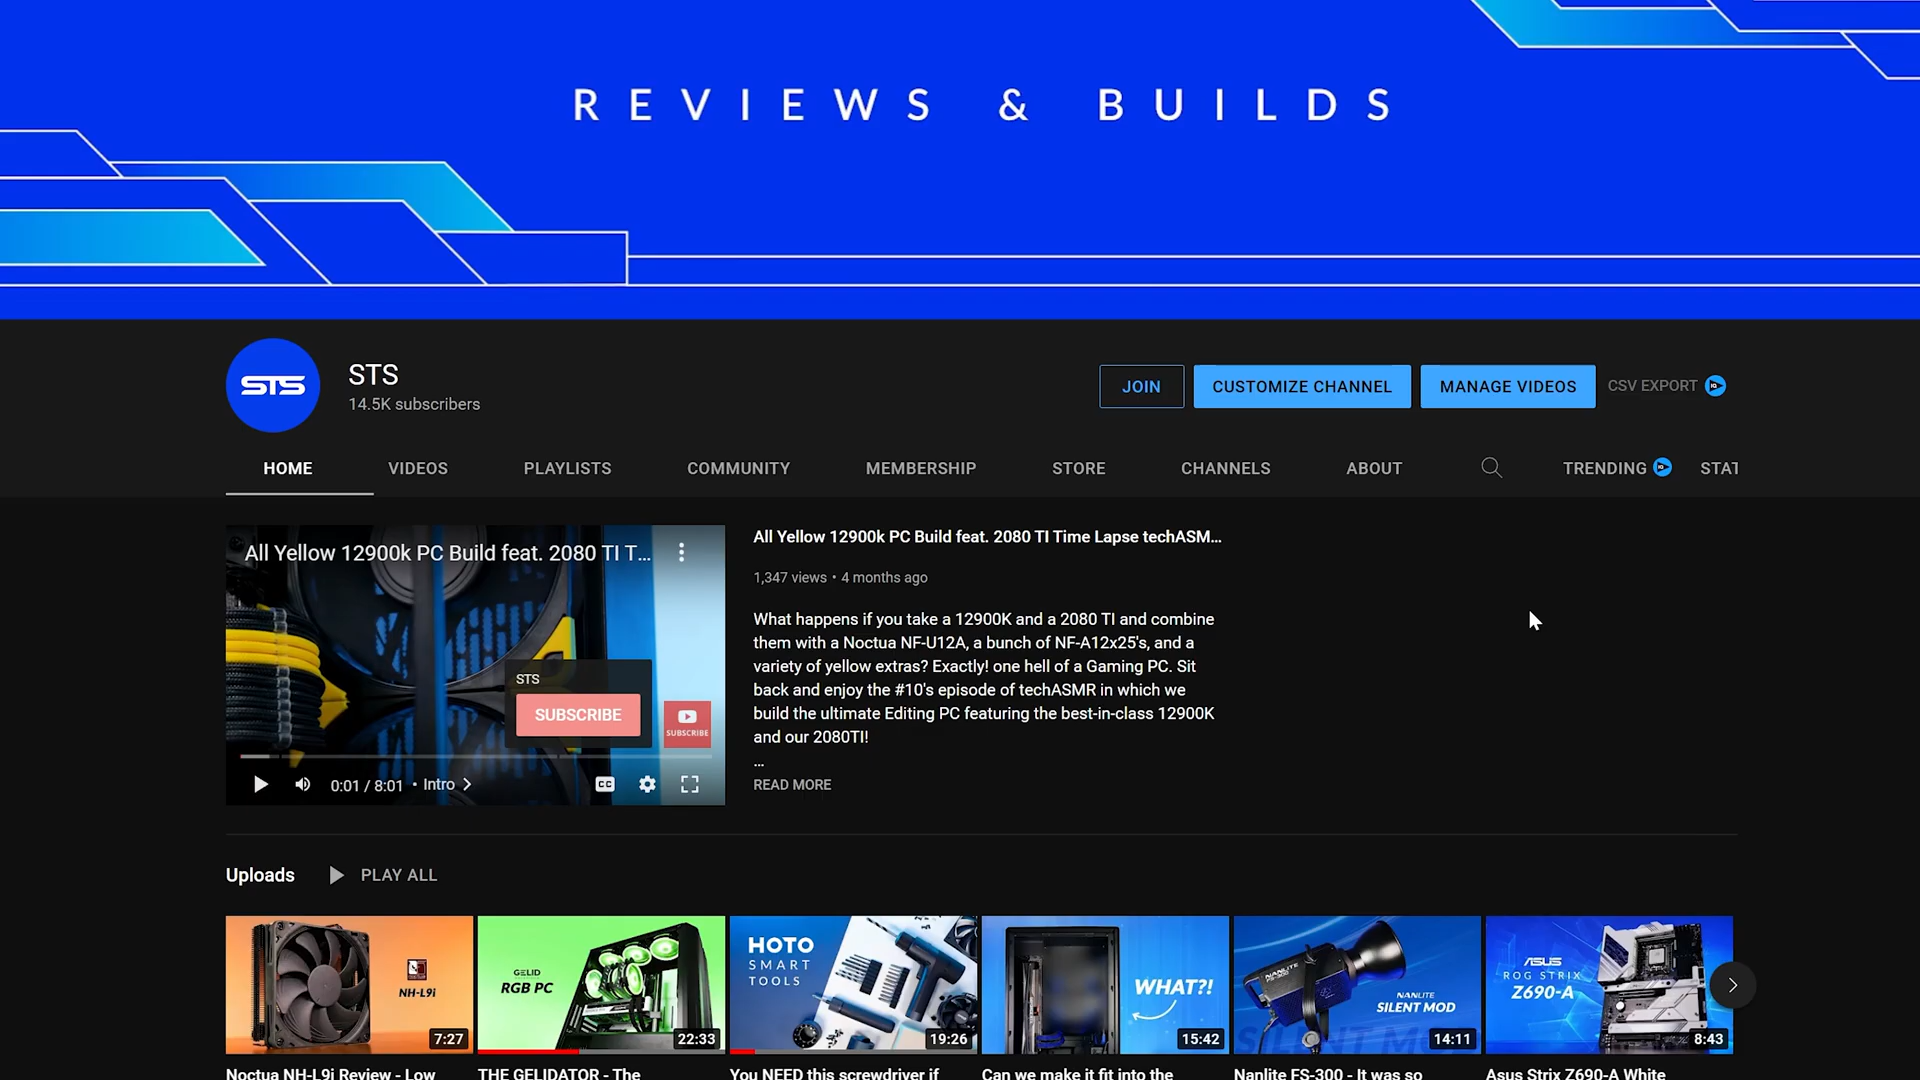 REVIEWS & BUILDS
STS
STS
14.5K subscribers
JOIN
CUSTOMIZE CHANNEL
MANAGE VIDEOS
CSV EXPORT
HOME
VIDEOS
PLAYLISTS
COMMUNITY
MEMBERSHIP
STORE
CHANNELS
ABOUT
TRENDING
STAT
All Yellow 12900k PC Build feat. 2080 TI T...
STS
SUBSCRIBE
SUBSCRIBE
0:01 / 8:01 • Intro
CC
All Yellow 12900k PC Build feat. 2080 TI Time Lapse techASM...
1,347 views • 4 months ago
What happens if you take a 12900K and a 2080 TI and combine
them with a Noctua NF-U12A, a bunch of NF-A12x25's, and a
variety of yellow extras? Exactly! one hell of a Gaming PC. Sit
back and enjoy the #10's episode of techASMR in which we
build the ultimate Editing PC featuring the best-in-class 12900K
and our 2080TI!
...
READ MORE
Uploads
PLAY ALL
NH-L9i
7:27
GELID
RGB PC
22:33
HOTO
SMART
TOOLS
19:26
WHAT?!
15:42
NANLITE
NANLITE
SILENT MOD
SILENT MO
14:11
ASUS
ROG STRIX
Z690-A
8:43
Noctua NH-L9i Review - Low
THE GELIDATOR - The
You NEED this screwdriver if
Can we make it fit into the
Nanlite FS-300 - It was so
Asus Strix Z690-A White